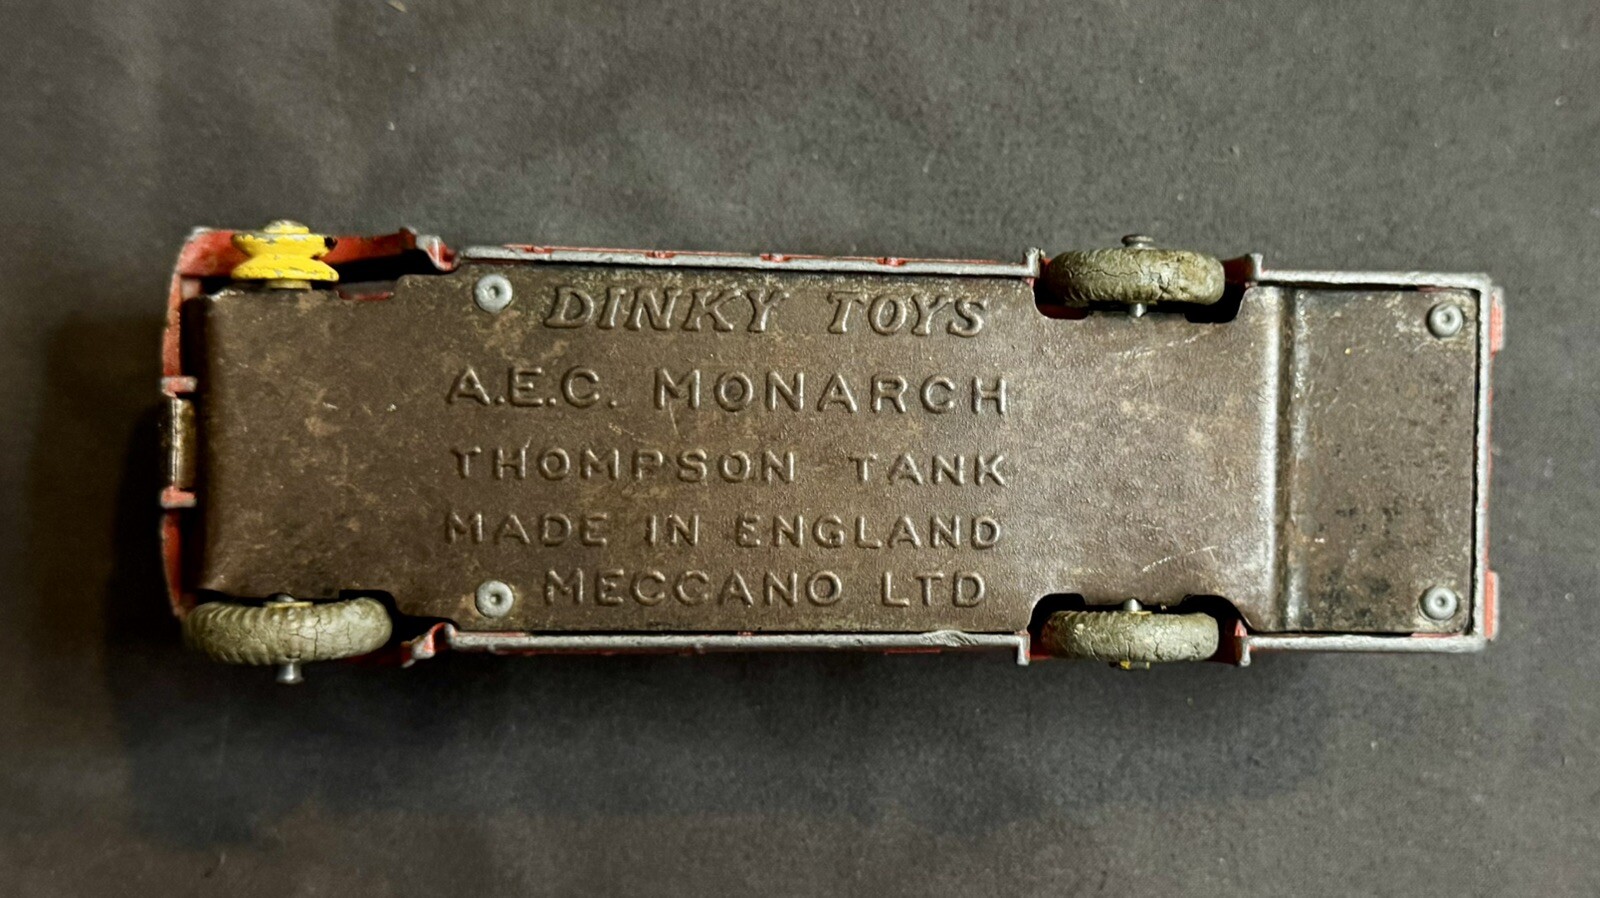 DINKY TOYS
A.E.C. MONARCH
THOMPSON TANK
MADE IN ENGLAND
MECCANO LTD